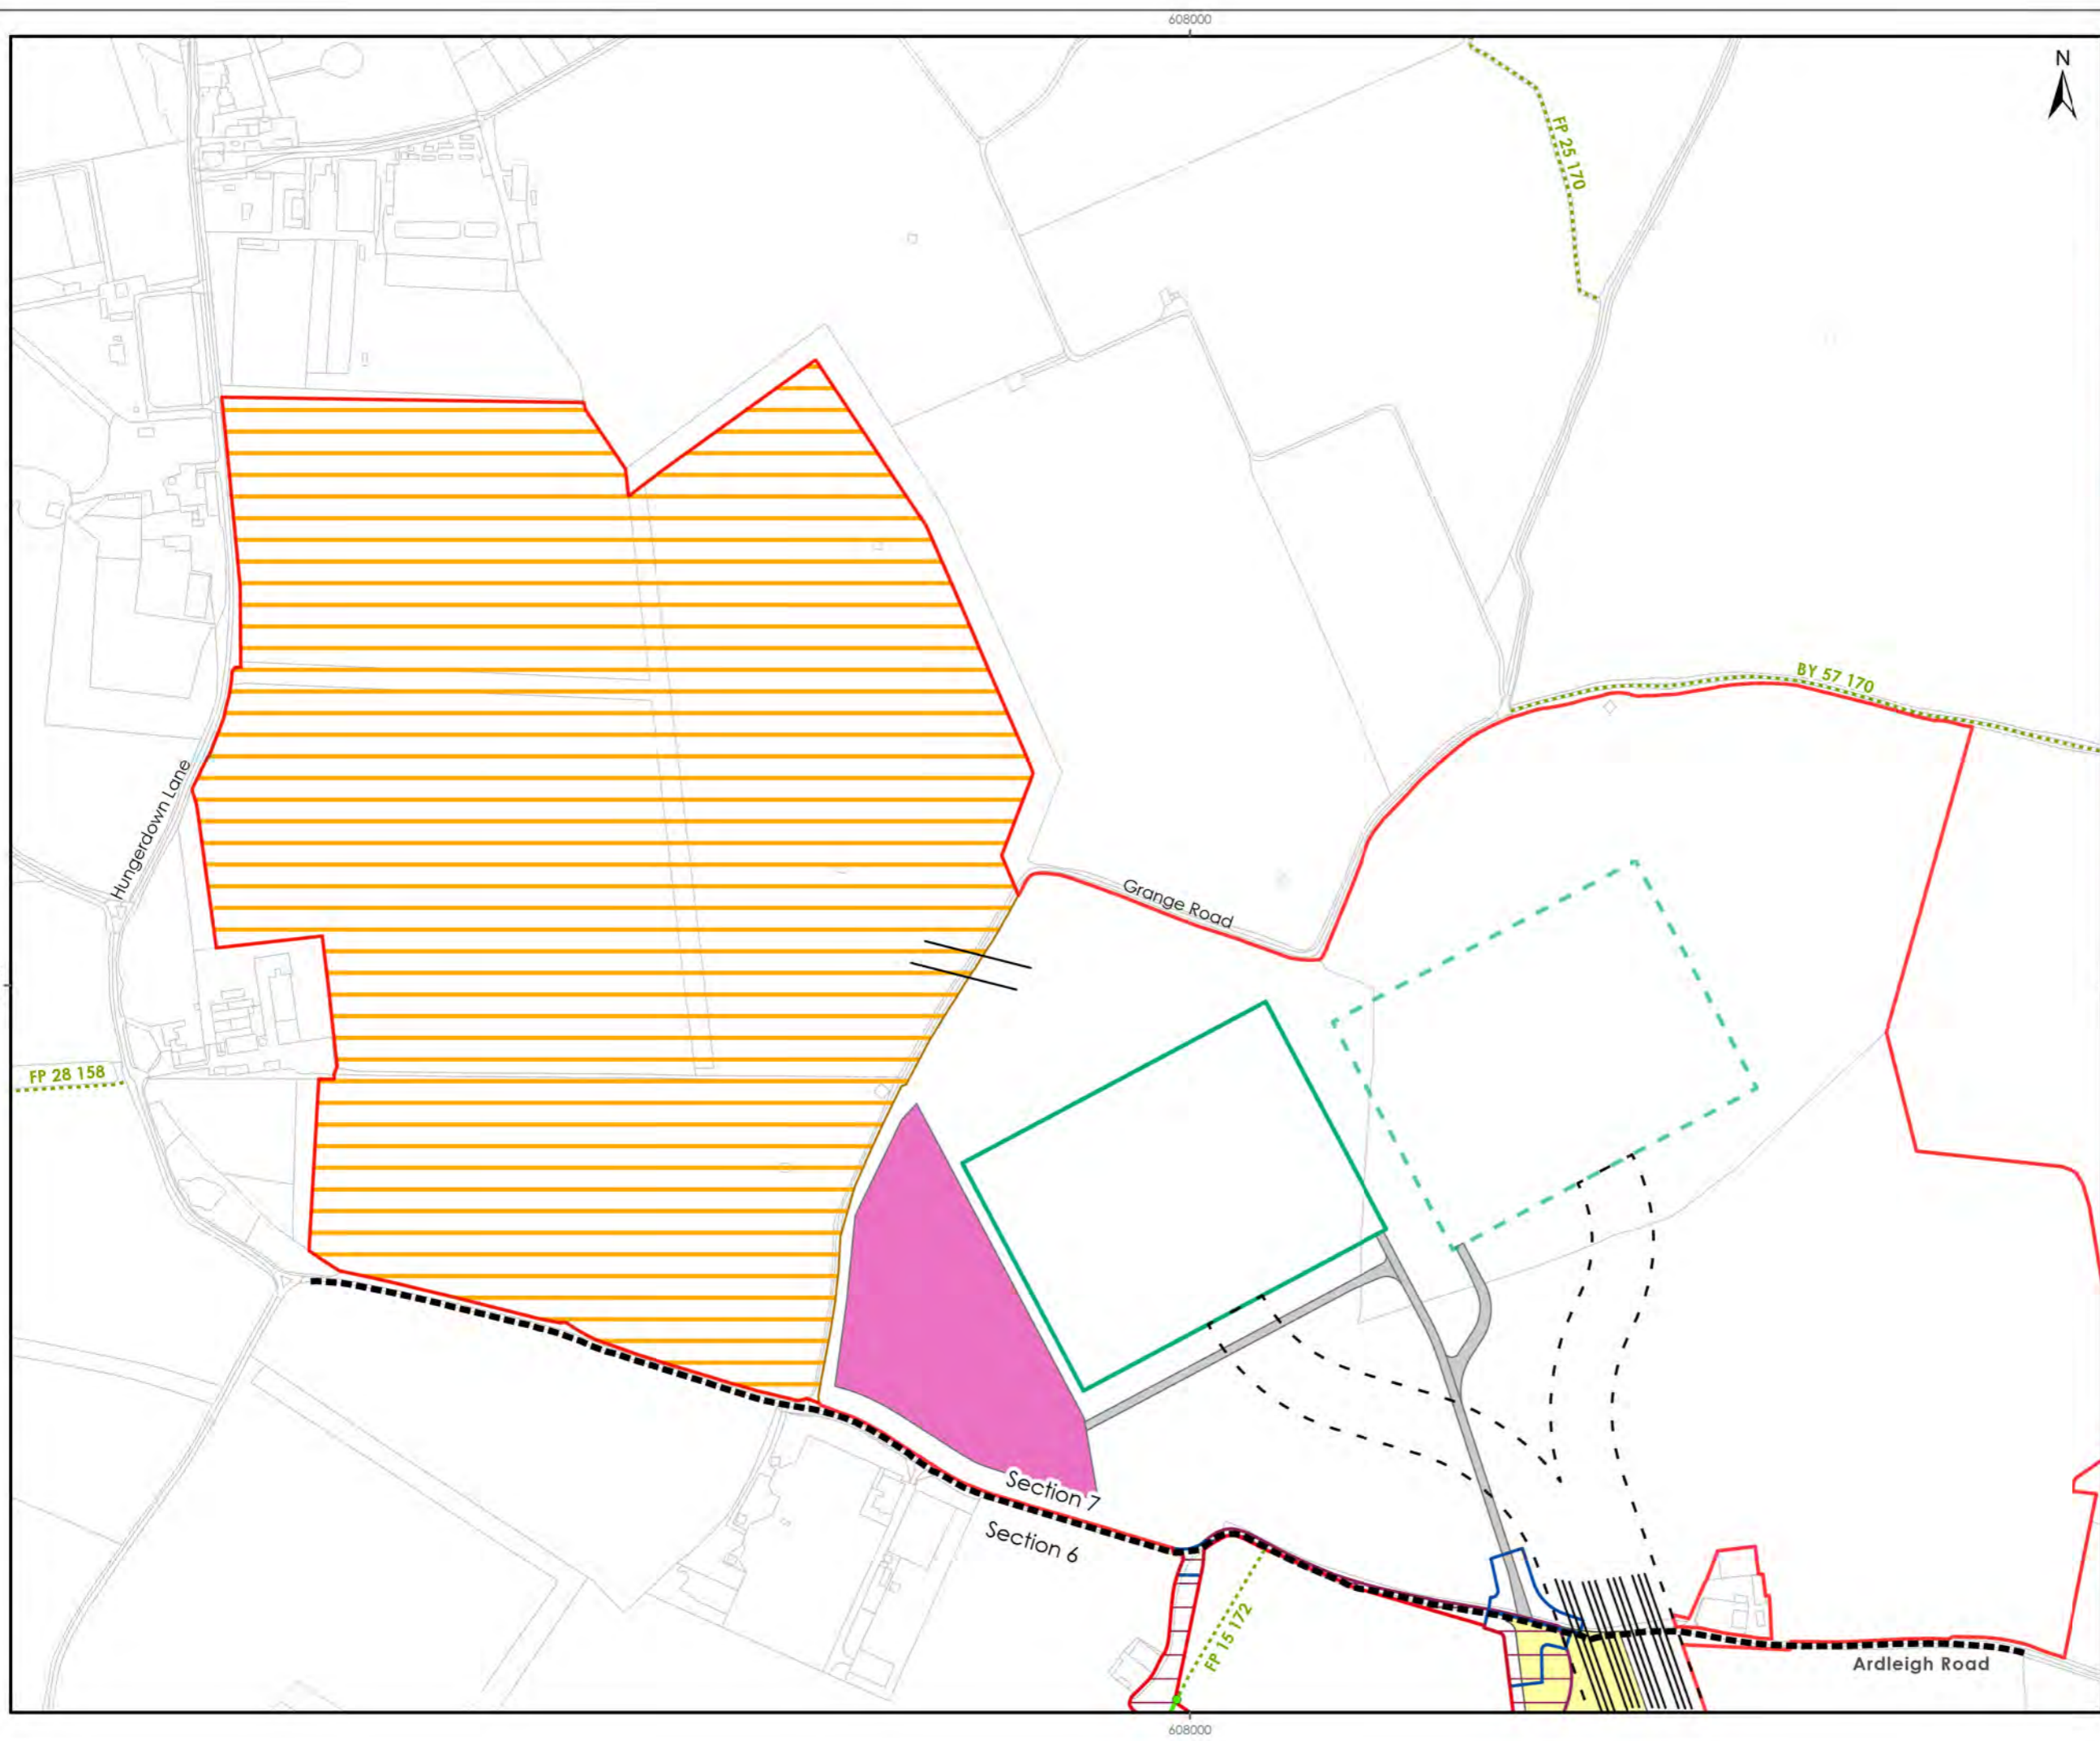 608000
N
FP 25 170
BY 57 170
Hungerdown Lane
Grange Road
FP 28 158
Section 7
Section 6
FP 15 172
Ardleigh Road
608000